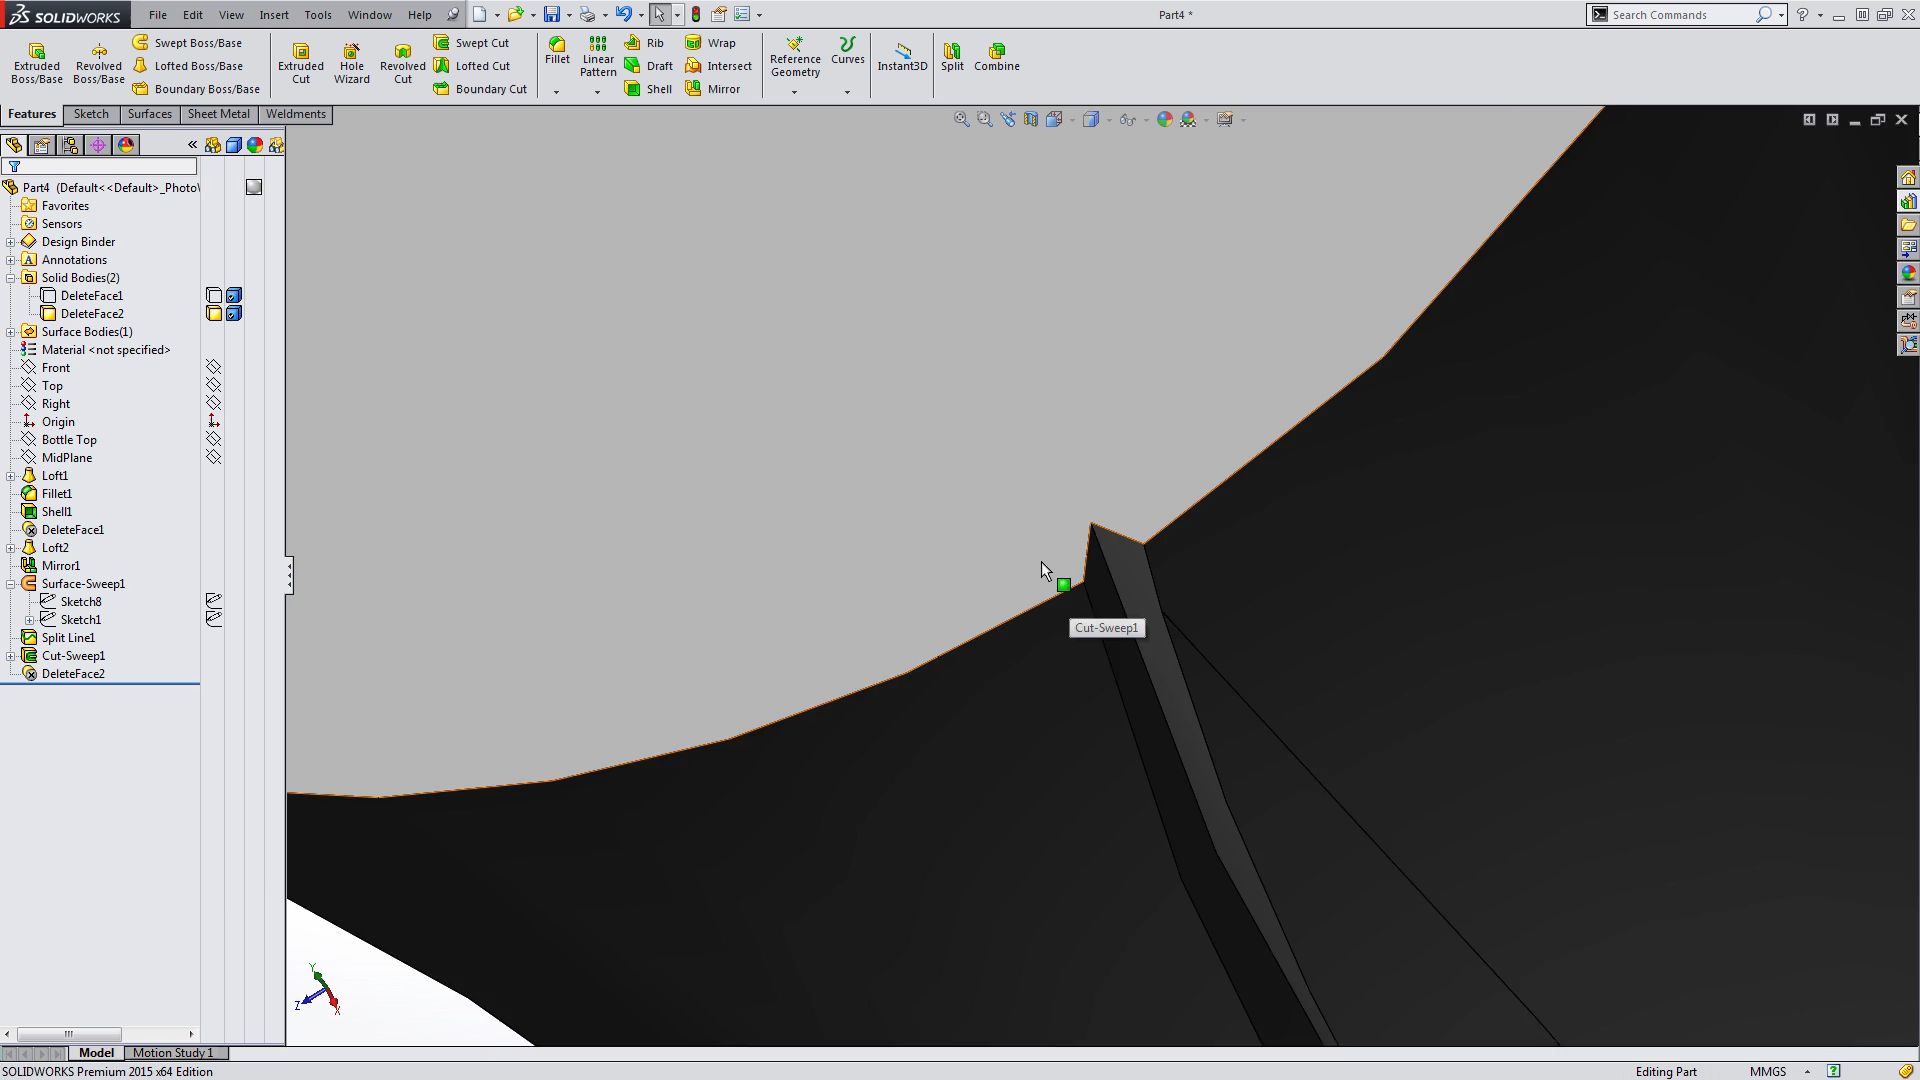 SOLIDWORKS File Edit View Insert Tools Window Help Part4 * Search Commands
Extruded Boss/Base
Revolved Boss/Base
Swept Boss/Base
Lofted Boss/Base
Boundary Boss/Base
Extruded Cut
Hole Wizard
Revolved Cut
Swept Cut
Lofted Cut
Boundary Cut
Fillet
Linear Pattern
Rib
Draft
Shell
Wrap
Intersect
Mirror
Reference Geometry
Curves
Instant3D
Split
Combine
Features Sketch Surfaces Sheet Metal Weldments
Part4 (Default<<Default>_Photo
Favorites
Sensors
Design Binder
Annotations
Solid Bodies(2)
DeleteFace1
DeleteFace2
Surface Bodies(1)
Material <not specified>
Front
Top
Right
Origin
Bottle Top
MidPlane
Loft1
Fillet1
Shell1
DeleteFace1
Loft2
Mirror1
Surface-Sweep1
Sketch8
Sketch1
Split Line1
Cut-Sweep1
DeleteFace2
Cut-Sweep1
Y
Z
X
Model Motion Study 1
SOLIDWORKS Premium 2015 x64 Edition Editing Part MMGS